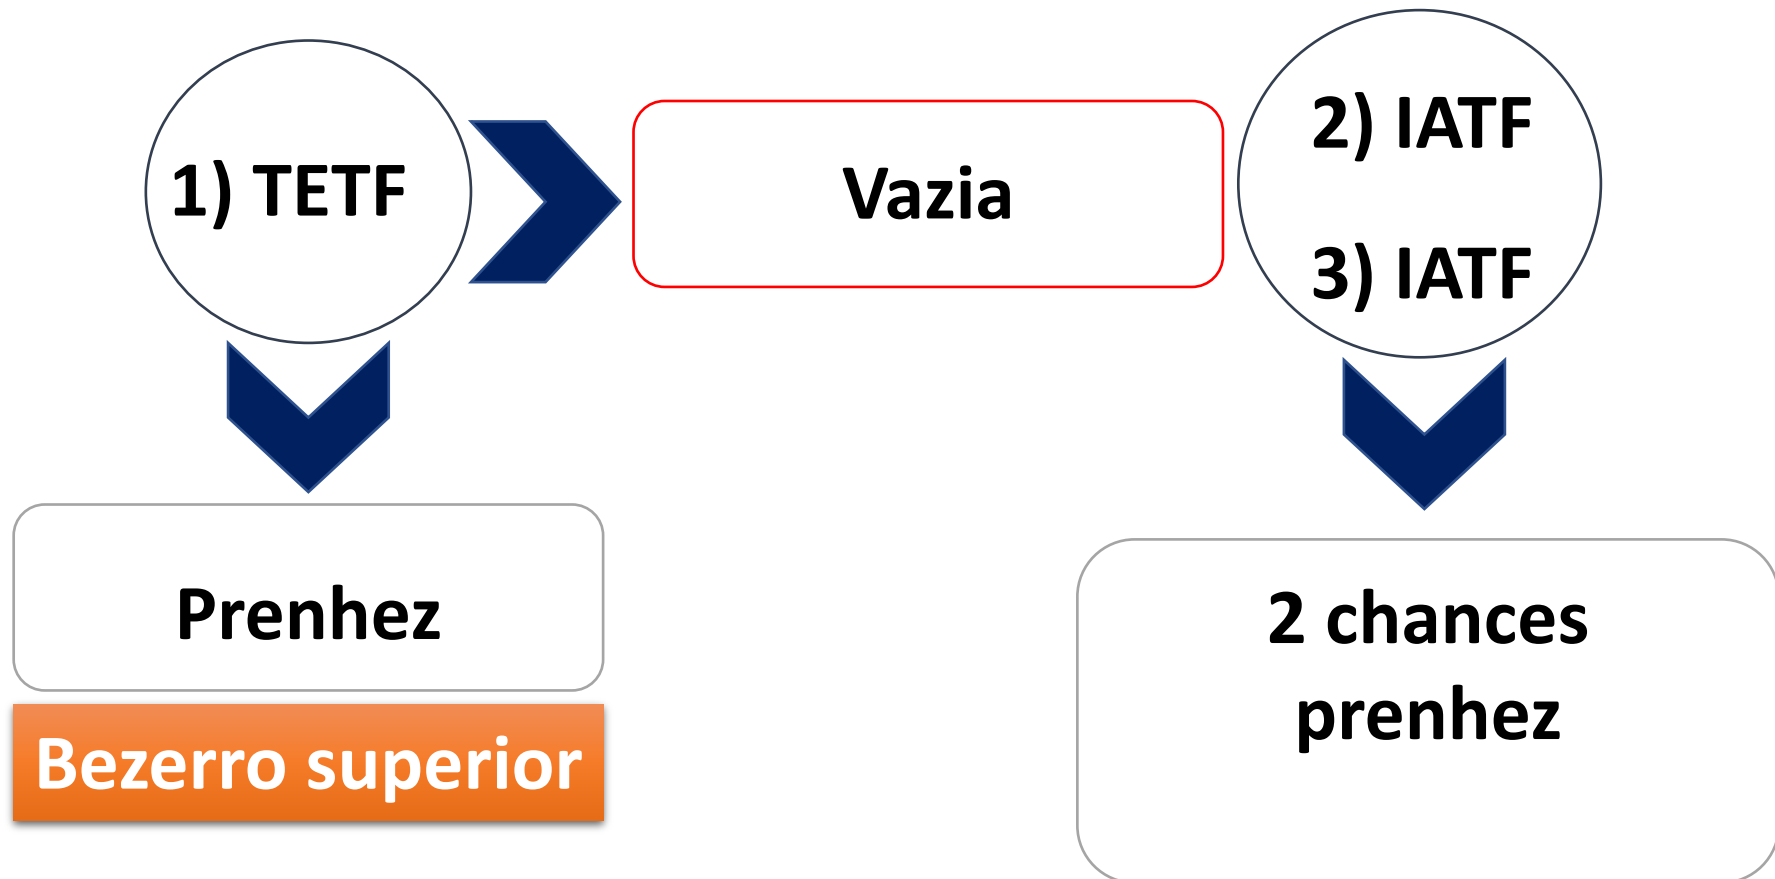 1) TETF
Vazia
2) IATF
3) IATF
Prenhez
Bezerro superior
2 chances
prenhez